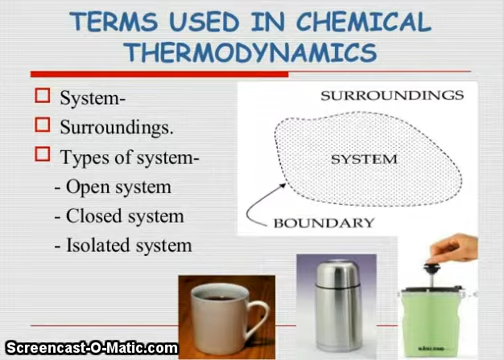 TERMS USED IN CHEMICAL
THERMODYNAMICS
System-
Surroundings.
Types of system-
- Open system
- Closed system
- Isolated system
SURROUNDINGS
SYSTEM
BOUNDARY
Screencast-O-Matic.com